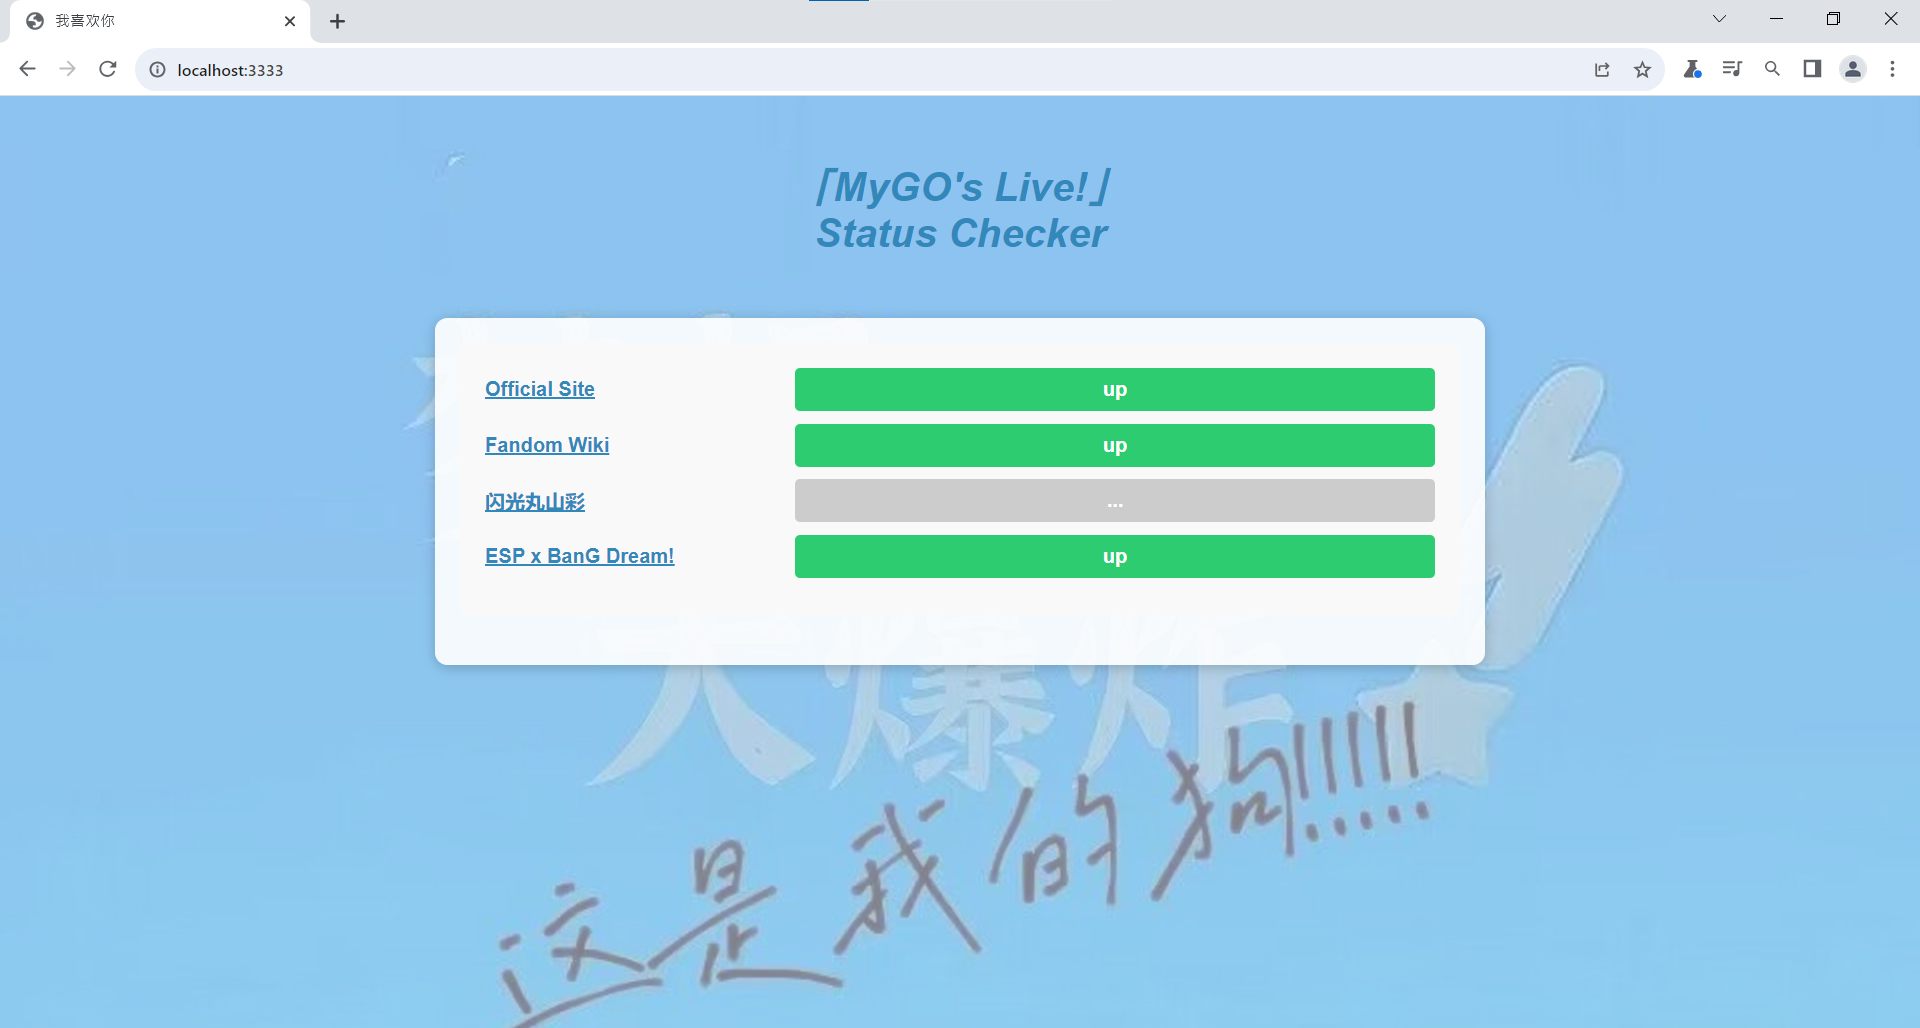 我喜欢你
localhost:3333
「MyGO's Live!」
Status Checker
Official Site
up
Fandom Wiki
up
闪光丸山彩
...
ESP x BanG Dream!
up
大爆炸
这是我的狗!!!!!